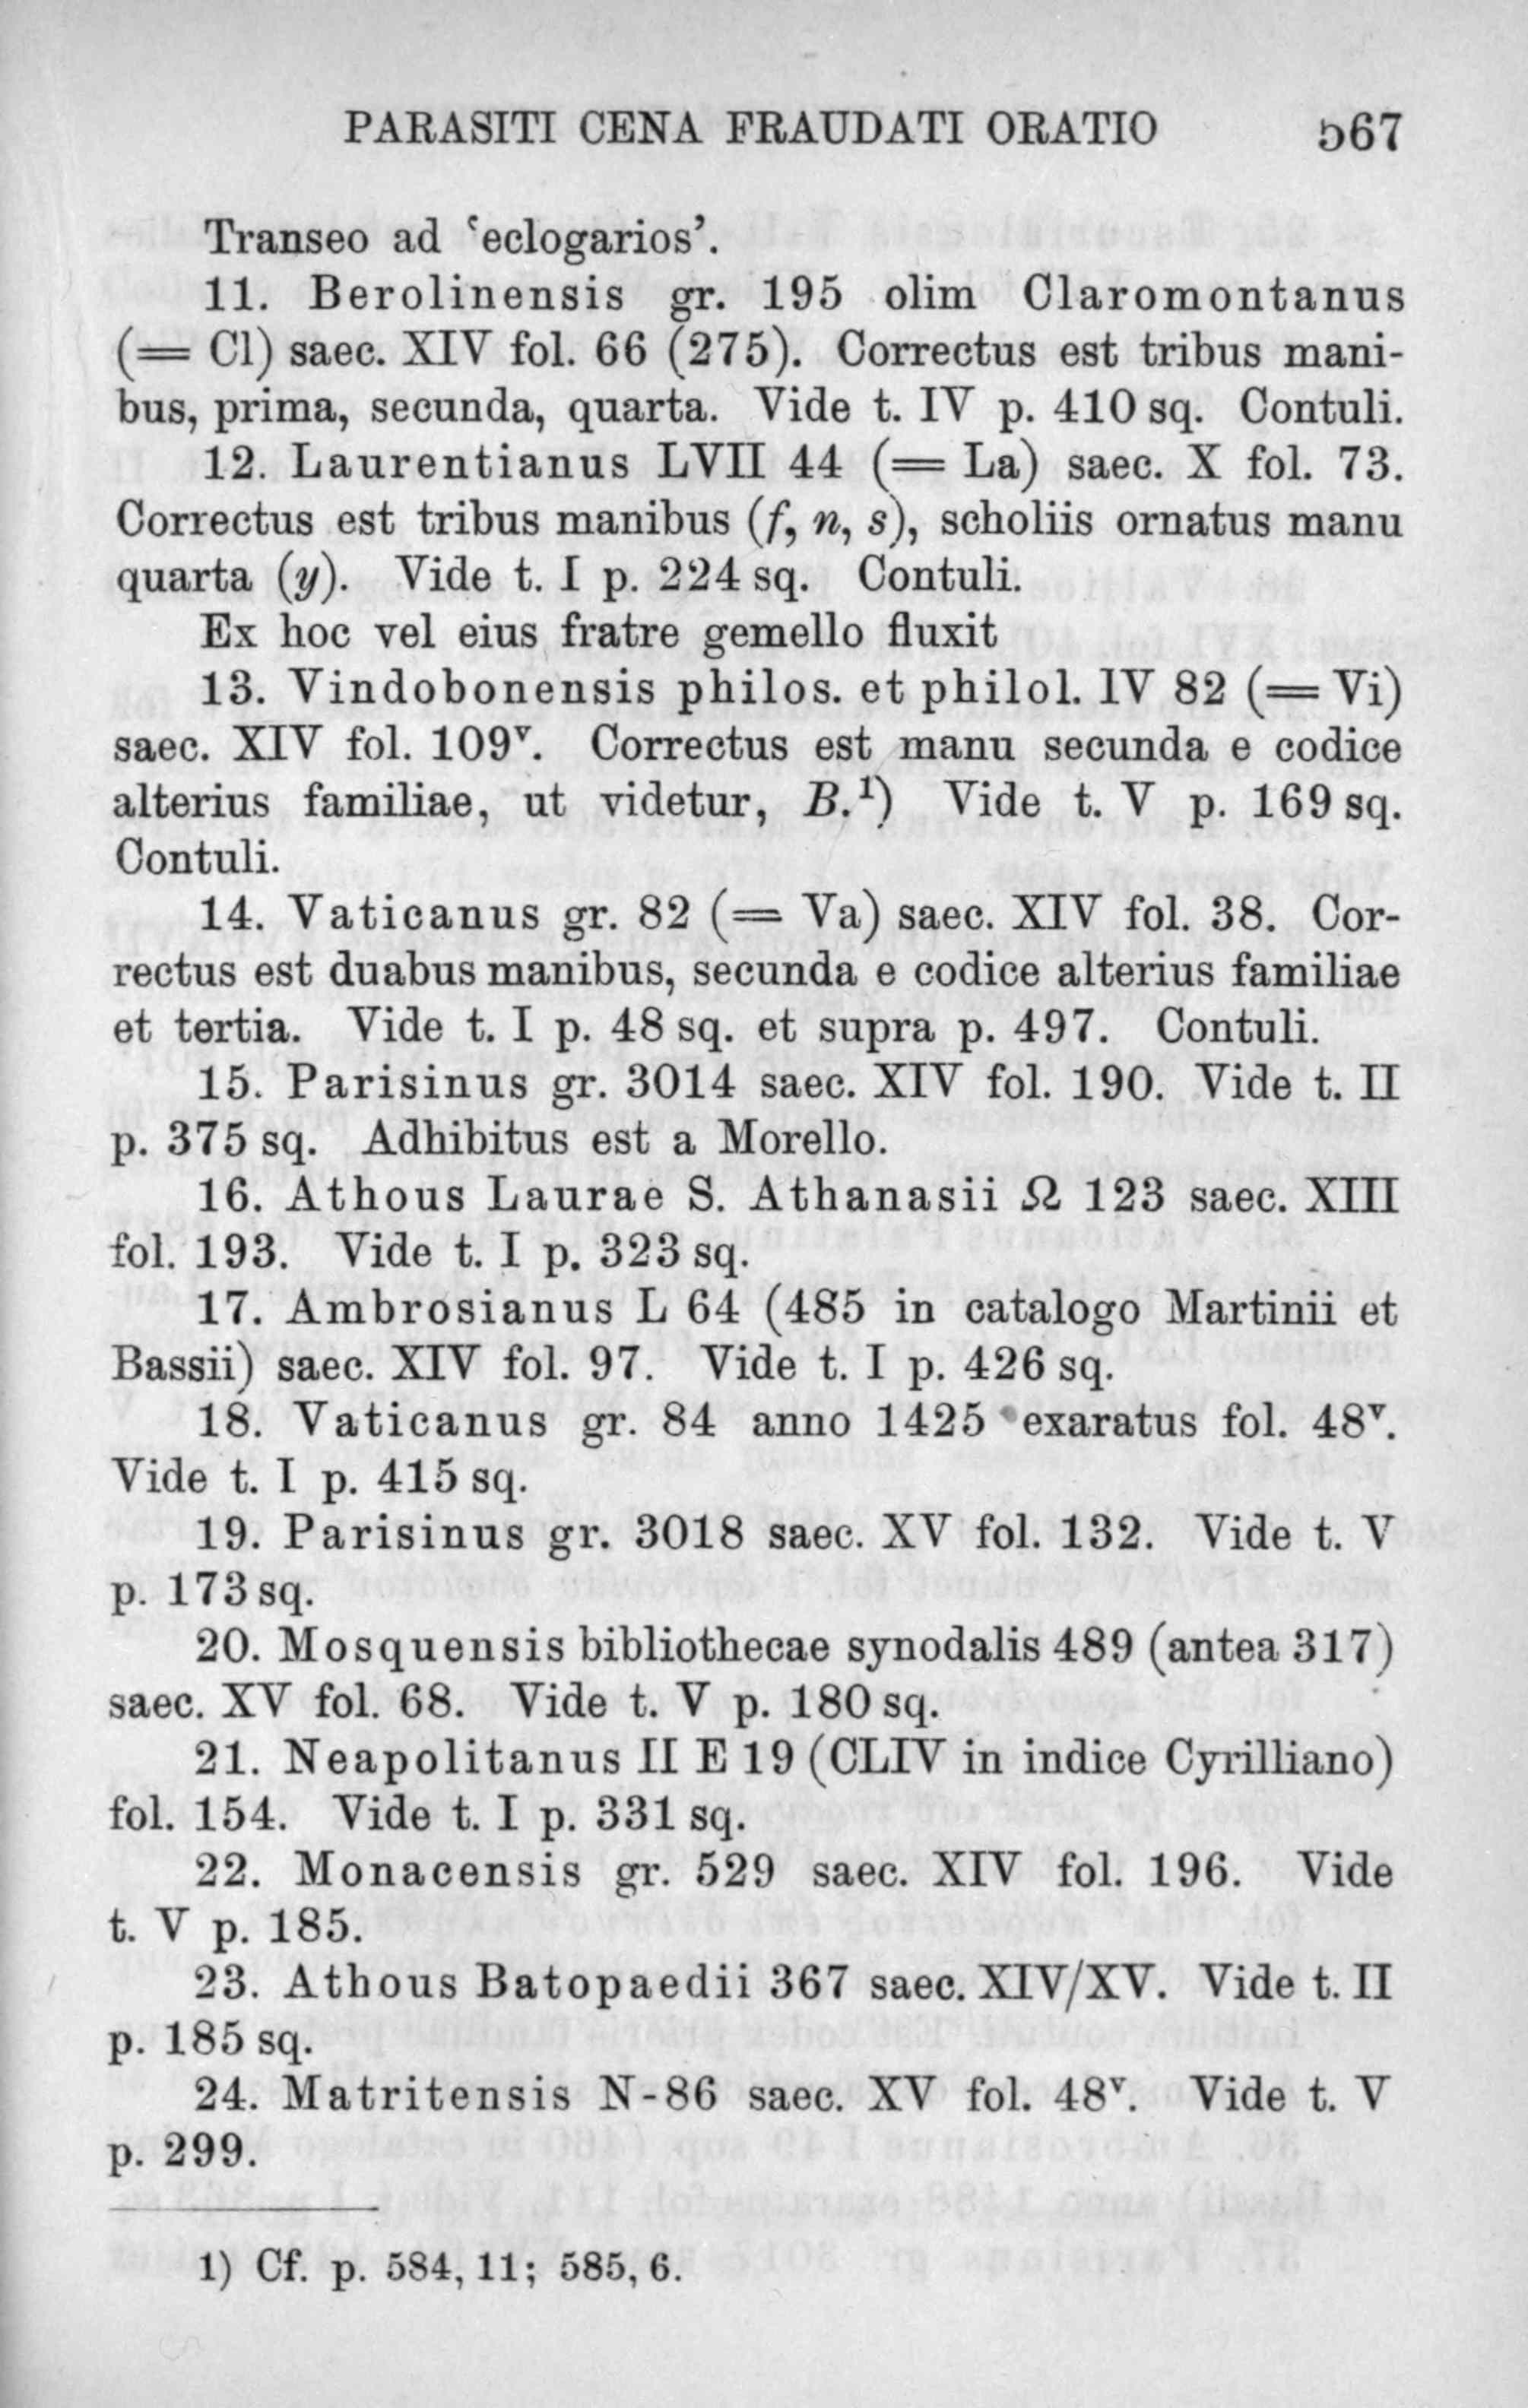 PARASITI CENA FRAUDATI ORATIO 567
Transeo ad ‘eclogarios’.
11. Berolinensis gr. 195 olim Claromontanus
(= Cl) saec. XIV fol. 66 (275). Correctus est tribus mani-
bus, prima, secunda, quarta. Vide t. IV p. 410 sq. Contuli.
12. Laurentianus LVII 44 (= La) saec. X fol. 73.
Correctus est tribus manibus (f, n, s), scholiis ornatus manu
quarta (y). Vide t. I p. 224 sq. Contuli.
Ex hoc vel eius fratre gemello fluxit
13. Vindobonensis philos. et philol. IV 82 (= Vi)
saec. XIV fol. 109ᵛ. Correctus est manu secunda e codice
alterius familiae, ut videtur, B.¹) Vide t. V p. 169 sq.
Contuli.
14. Vaticanus gr. 82 (= Va) saec. XIV fol. 38. Cor-
rectus est duabus manibus, secunda e codice alterius familiae
et tertia. Vide t. I p. 48 sq. et supra p. 497. Contuli.
15. Parisinus gr. 3014 saec. XIV fol. 190. Vide t. II
p. 375 sq. Adhibitus est a Morello.
16. Athous Laurae S. Athanasii Ω 123 saec. XIII
fol. 193. Vide t. I p. 323 sq.
17. Ambrosianus L 64 (485 in catalogo Martinii et
Bassii) saec. XIV fol. 97. Vide t. I p. 426 sq.
18. Vaticanus gr. 84 anno 1425 exaratus fol. 48ᵛ.
Vide t. I p. 415 sq.
19. Parisinus gr. 3018 saec. XV fol. 132. Vide t. V
p. 173 sq.
20. Mosquensis bibliothecae synodalis 489 (antea 317)
saec. XV fol. 68. Vide t. V p. 180 sq.
21. Neapolitanus II E 19 (CLIV in indice Cyrilliano)
fol. 154. Vide t. I p. 331 sq.
22. Monacensis gr. 529 saec. XIV fol. 196. Vide
t. V p. 185.
23. Athous Batopaedii 367 saec. XIV/XV. Vide t. II
p. 185 sq.
24. Matritensis N-86 saec. XV fol. 48ᵛ. Vide t. V
p. 299.
1) Cf. p. 584, 11; 585, 6.